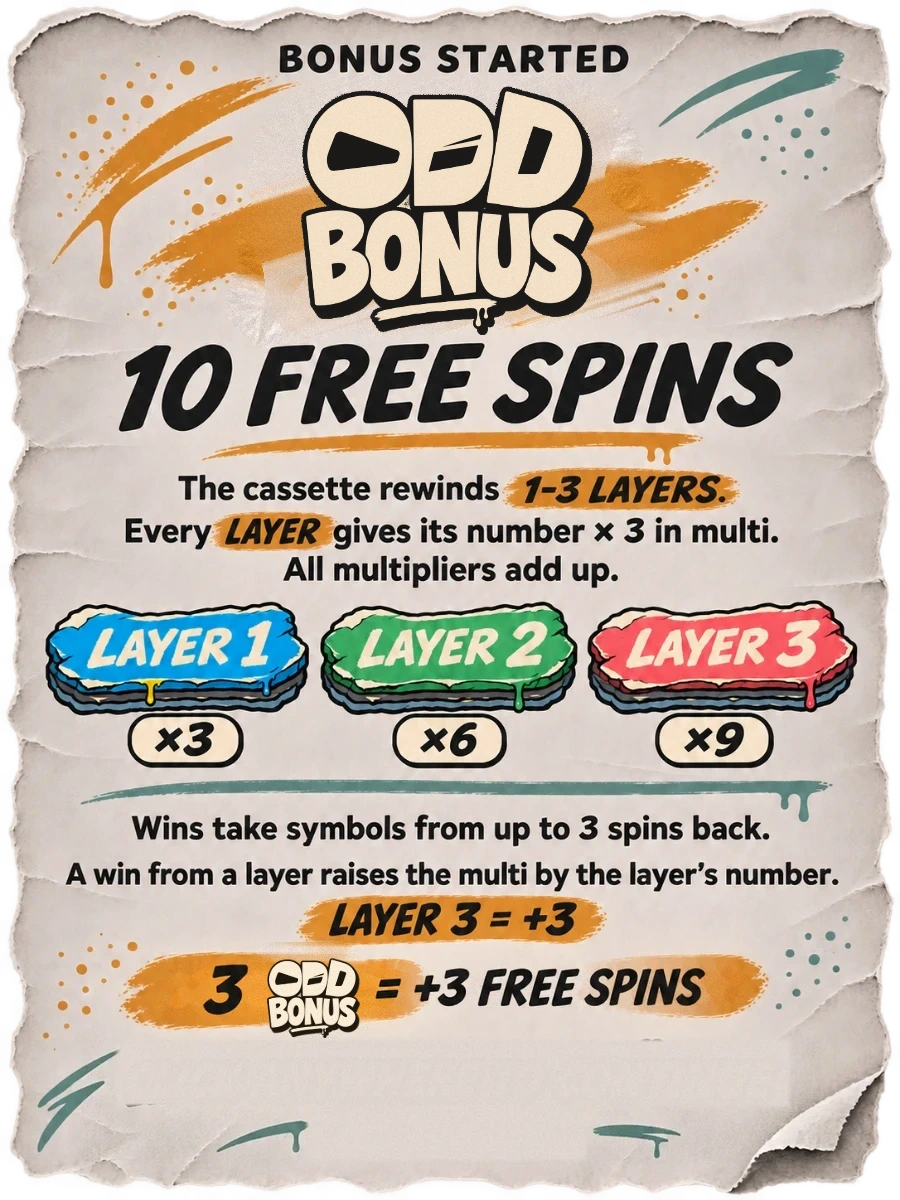 BONUS STARTED
ODD
BONUS
10 FREE SPINS
The cassette rewinds 1-3 LAYERS.
Every LAYER gives its number × 3 in multi.
All multipliers add up.
LAYER 1 LAYER 2 LAYER 3
×3 ×6 ×9
Wins take symbols from up to 3 spins back.
A win from a layer raises the multi by the layer's number.
LAYER 3 = +3
3 ODD BONUS = +3 FREE SPINS